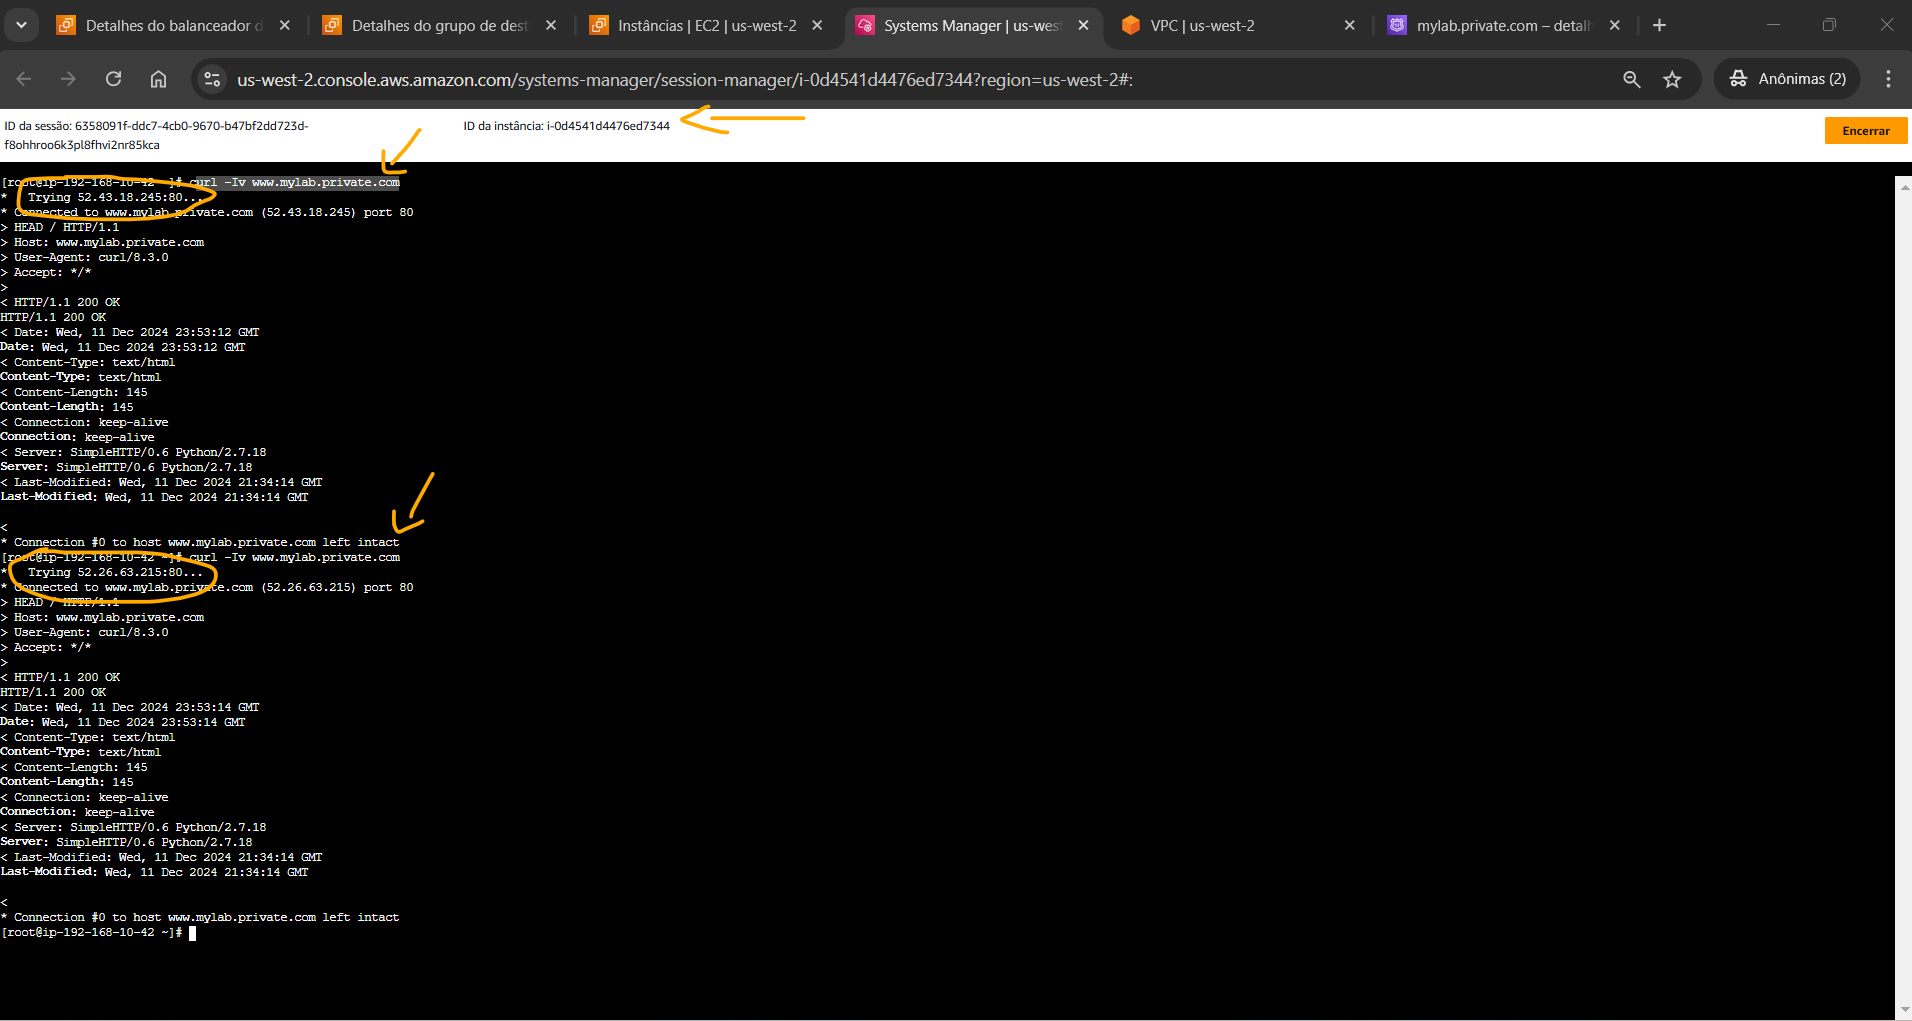 Detalhes do balanceador d
Detalhes do grupo de dest
Instâncias | EC2 | us-west-2
Systems Manager | us-wes
VPC | us-west-2
mylab.private.com – detalh
us-west-2.console.aws.amazon.com/systems-manager/session-manager/i-0d4541d4476ed7344?region=us-west-2#:
Anônimas (2)
ID da sessão: 6358091f-ddc7-4cb0-9670-b47bf2dd723d-
f8ohhroo6k3pl8fhvi2nr85kca
ID da instância: i-0d4541d4476ed7344
Encerrar
[root@ip-192-168-10-42 ~]# curl -Iv www.mylab.private.com
*   Trying 52.43.18.245:80...
* Connected to www.mylab.private.com (52.43.18.245) port 80
> HEAD / HTTP/1.1
> Host: www.mylab.private.com
> User-Agent: curl/8.3.0
> Accept: */*
>
< HTTP/1.1 200 OK
HTTP/1.1 200 OK
< Date: Wed, 11 Dec 2024 23:53:12 GMT
Date: Wed, 11 Dec 2024 23:53:12 GMT
< Content-Type: text/html
Content-Type: text/html
< Content-Length: 145
Content-Length: 145
< Connection: keep-alive
Connection: keep-alive
< Server: SimpleHTTP/0.6 Python/2.7.18
Server: SimpleHTTP/0.6 Python/2.7.18
< Last-Modified: Wed, 11 Dec 2024 21:34:14 GMT
Last-Modified: Wed, 11 Dec 2024 21:34:14 GMT
<
* Connection #0 to host www.mylab.private.com left intact
[root@ip-192-168-10-42 ~]# curl -Iv www.mylab.private.com
*   Trying 52.26.63.215:80...
* Connected to www.mylab.private.com (52.26.63.215) port 80
> HEAD / HTTP/1.1
> Host: www.mylab.private.com
> User-Agent: curl/8.3.0
> Accept: */*
>
< HTTP/1.1 200 OK
HTTP/1.1 200 OK
< Date: Wed, 11 Dec 2024 23:53:14 GMT
Date: Wed, 11 Dec 2024 23:53:14 GMT
< Content-Type: text/html
Content-Type: text/html
< Content-Length: 145
Content-Length: 145
< Connection: keep-alive
Connection: keep-alive
< Server: SimpleHTTP/0.6 Python/2.7.18
Server: SimpleHTTP/0.6 Python/2.7.18
< Last-Modified: Wed, 11 Dec 2024 21:34:14 GMT
Last-Modified: Wed, 11 Dec 2024 21:34:14 GMT
<
* Connection #0 to host www.mylab.private.com left intact
[root@ip-192-168-10-42 ~]#